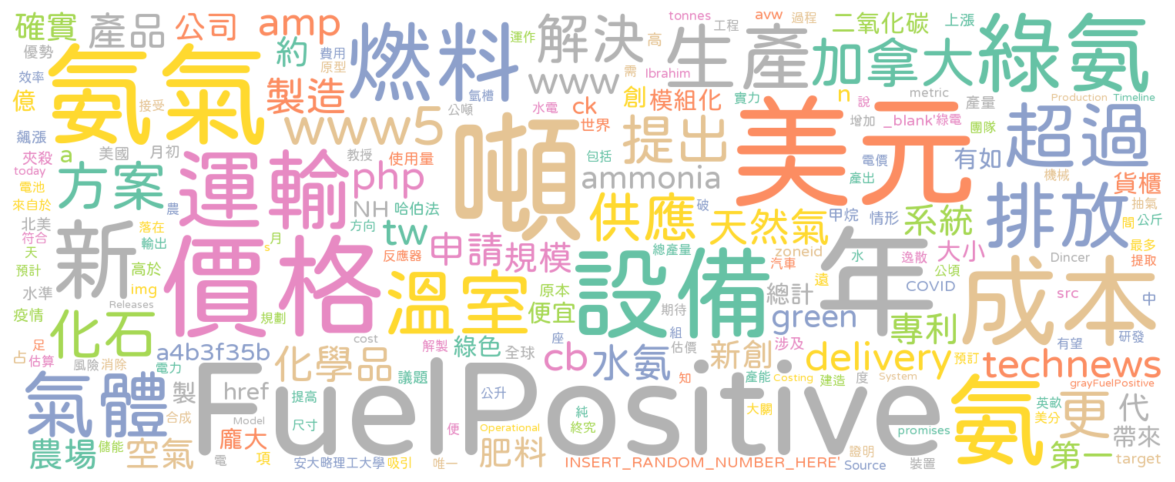 確實 產品 公司 amp 燃料 解決 tonnes 工程 avw 過程 二氧化碳 上漲 綠氨
優勢 約 費用 運作 高 生產 加拿大
效率 氨氣 製造 原型 氫槽 www 需 Ibrahim 創 模組化 n metric 產量 Production Timeline
億 接受 公噸 水電 ck 實力 說
飆漲 www5 世界 提出 美元 增加 _blank'綠電 團隊 超過
夾殺 a 美國 月初 教授 使用量 噸 包括 電價 有如 機械
today 方案 運輸 php ammonia 產出 貨櫃
電池 NH 哈伯法 供應 破 甲烷 情形 系統 抽氣
來自於 農 天然氣 排放 閥 公斤
北美 新 落在 方向 tw 申請 規模 總產量 zoneid 年 大小 最多
符合 輸出 s 月 反應器 汽車 水 逸散 Dincer 提取
天 預計 高於 價格 溫室 原本 設備 遠 公頃
水準 img 便宜 期待 總計 COVID src 成本 中
疫情 Releases 規劃 座 組 green 專利 研發
化石 cost 解製 綠色 全球 估價 涉及 有望
足 a4b3f35b 化學品 cb 水氨 新創 delivery 預訂 technews
占 估算 風險 消除 電力 議題 知 產能 Costing 建造 度 System grayFuelPositive
氣體 製 href 提高 FuelPositive 公升 英畝 氨 更 代
合成 Model 尺寸 純 大關 美分 帶來
農場 儲能 空氣 龐大 便 Operational 終究 promises
電 項 安大略理工大學 吸引 唯一 肥料 INSERT_RANDOM_NUMBER_HERE' 證明 Source 裝置 第一 target